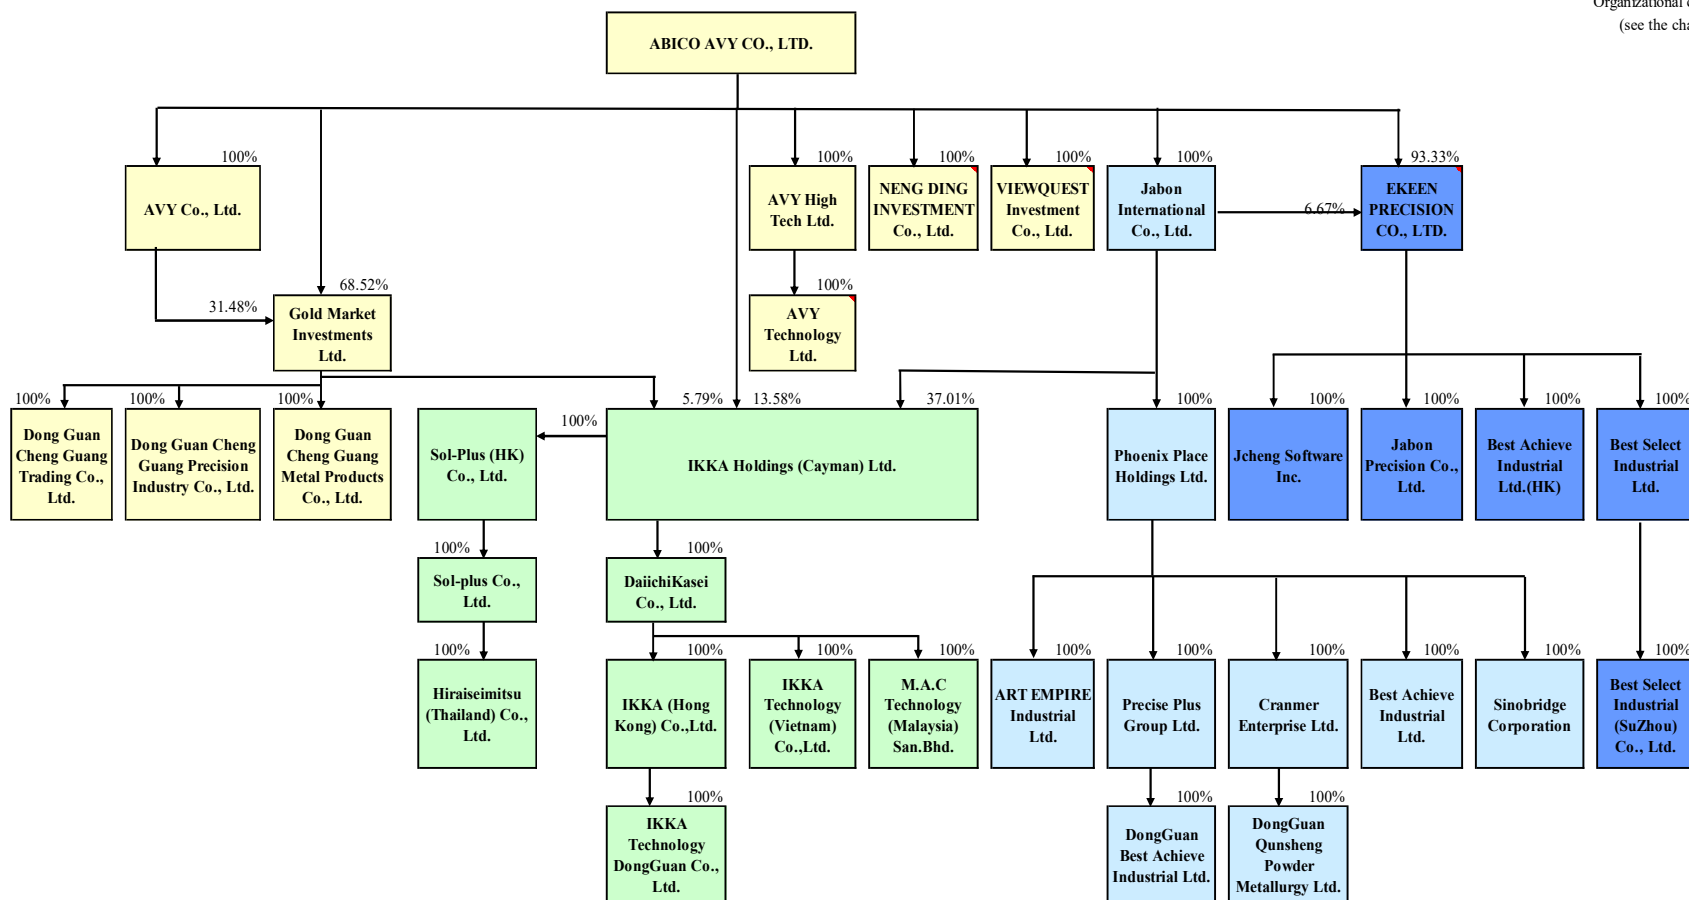 Organizational
(see the cha
ABICO AVY CO., LTD.
100%
100%
100%
100%
100%
93.33%
AVY Co., Ltd.
AVY High
Tech Ltd.
NENG DING
INVESTMENT
Co., Ltd.
VIEWQUEST
Investment
Co., Ltd.
Jabon
International
Co., Ltd.
6.67%
EKEEN
PRECISION
CO., LTD.
31.48%
68.52%
100%
Gold Market
Investments
Ltd.
AVY
Technology
Ltd.
100%
100%
100%
100%
5.79%
13.58%
37.01%
100%
100%
100%
100%
100%
Dong Guan
Cheng Guang
Trading Co.,
Ltd.
Dong Guan Cheng
Guang Precision
Industry Co., Ltd.
Dong Guan
Cheng Guang
Metal Products
Co., Ltd.
Sol-Plus (HK)
Co., Ltd.
IKKA Holdings (Cayman) Ltd.
Phoenix Place
Holdings Ltd.
Jcheng Software
Inc.
Jabon
Precision Co.,
Ltd.
Best Achieve
Industrial
Ltd.(HK)
Best Select
Industrial
Ltd.
100%
100%
Sol-plus Co.,
Ltd.
DaiichiKasei
Co., Ltd.
100%
100%
100%
100%
100%
100%
100%
100%
100%
100%
Hiraiseimitsu
(Thailand) Co.,
Ltd.
IKKA (Hong
Kong) Co.,Ltd.
IKKA
Technology
(Vietnam)
Co.,Ltd.
M.A.C
Technology
(Malaysia)
San.Bhd.
ART EMPIRE
Industrial
Ltd.
Precise Plus
Group Ltd.
Cranmer
Enterprise Ltd.
Best Achieve
Industrial
Ltd.
Sinobridge
Corporation
Best Select
Industrial
(SuZhou)
Co., Ltd.
100%
100%
100%
IKKA
Technology
DongGuan Co.,
Ltd.
DongGuan
Best Achieve
Industrial Ltd.
DongGuan
Qunsheng
Powder
Metallurgy Ltd.